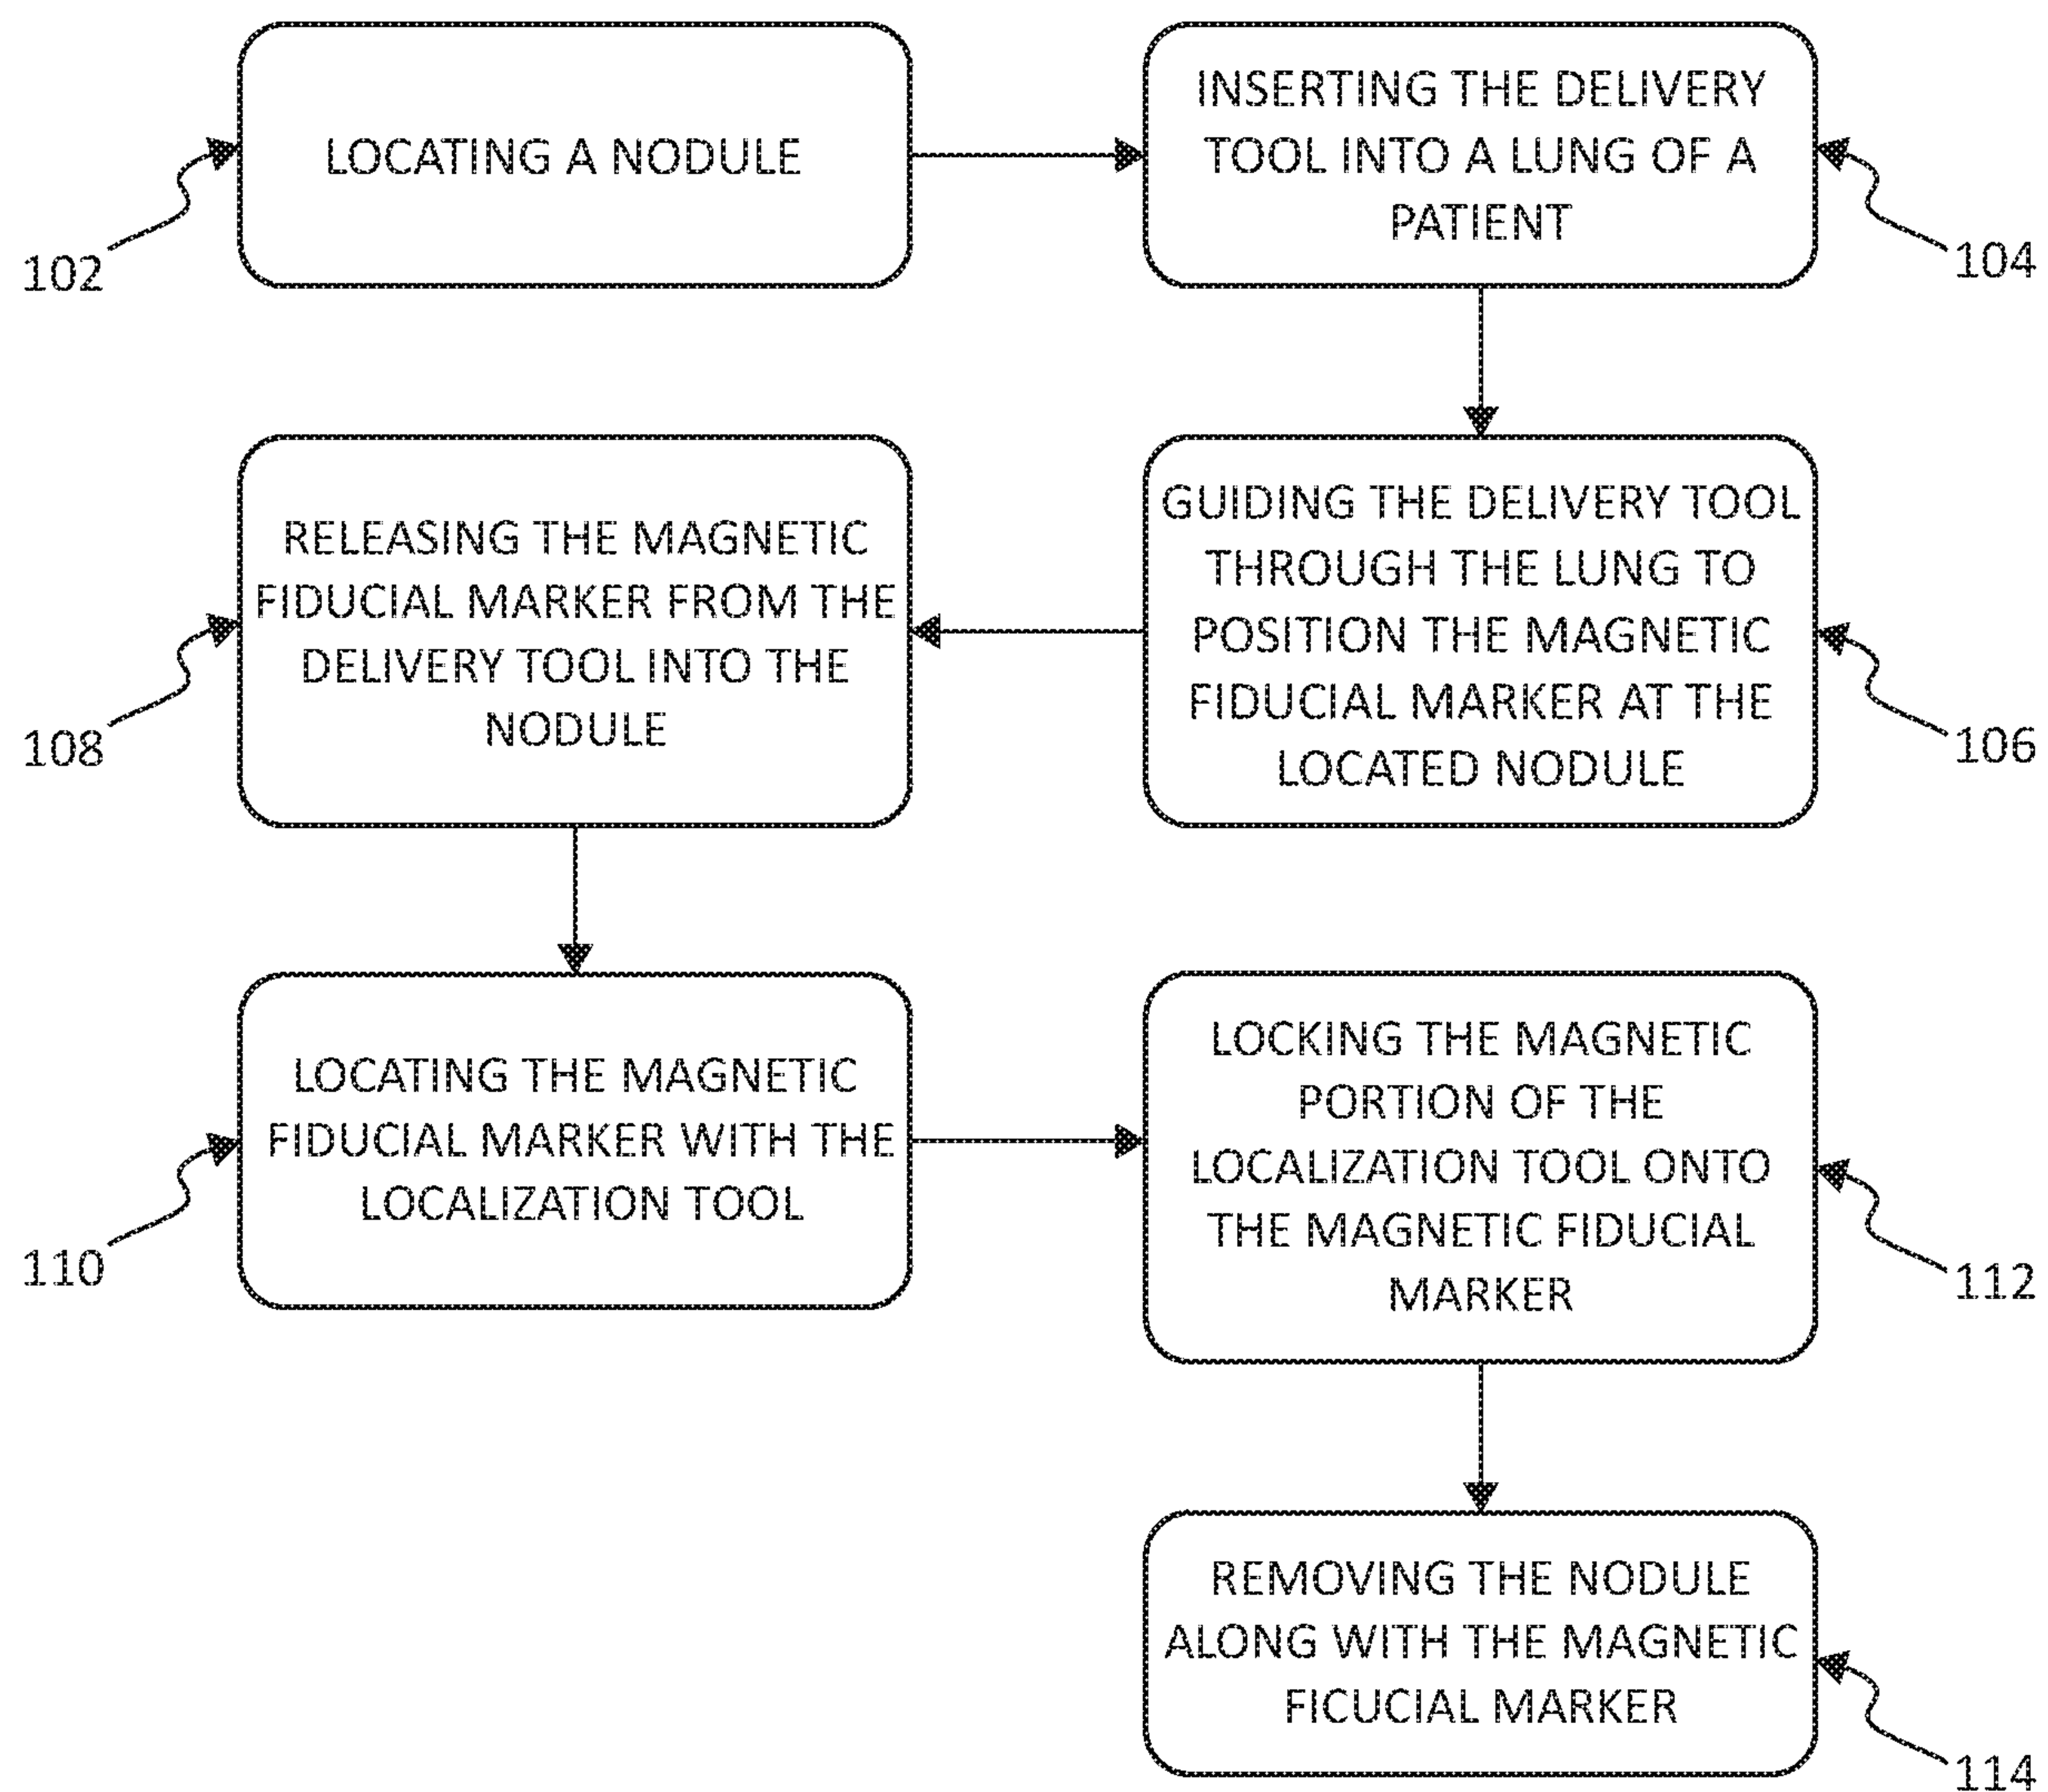 LOCATING A NODULE
102
INSERTING THE DELIVERY
TOOL INTO A LUNG OF A
PATIENT
104
GUIDING THE DELIVERY TOOL
THROUGH THE LUNG TO
POSITION THE MAGNETIC
FIDUCIAL MARKER AT THE
LOCATED NODULE
106
RELEASING THE MAGNETIC
FIDUCIAL MARKER FROM THE
DELIVERY TOOL INTO THE
NODULE
108
LOCATING THE MAGNETIC
FIDUCIAL MARKER WITH THE
LOCALIZATION TOOL
110
LOCKING THE MAGNETIC
PORTION OF THE
LOCALIZATION TOOL ONTO
THE MAGNETIC FIDUCIAL
MARKER
112
REMOVING THE NODULE
ALONG WITH THE MAGNETIC
FICUCIAL MARKER
114